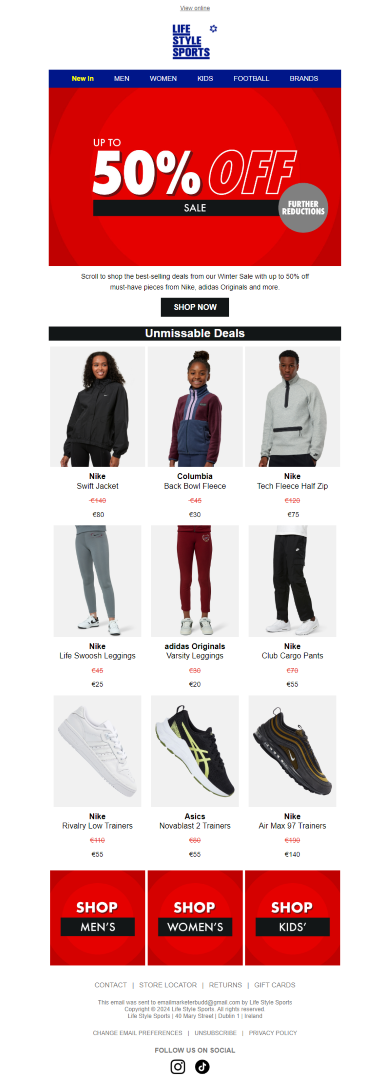 View online
LIFE
STYLE
SPORTS
New In MEN WOMEN KIDS FOOTBALL BRANDS
UP TO
50% OFF
SALE
FURTHER
REDUCTIONS
Scroll to shop the best-selling deals from our Winter Sale with up to 50% off
must-have pieces from Nike, adidas Originals and more.
SHOP NOW
Unmissable Deals
Nike Columbia Nike
Swift Jacket Back Bowl Fleece Tech Fleece Half Zip
€140 €45 €120
€80 €30 €75
Nike adidas Originals Nike
Life Swoosh Leggings Varsity Leggings Club Cargo Pants
€45 €30 €70
€25 €20 €55
Nike Asics Nike
Rivalry Low Trainers Novablast 2 Trainers Air Max 97 Trainers
€110 €80 €190
€55 €55 €140
SHOP SHOP SHOP
MEN'S WOMEN'S KIDS'
CONTACT | STORE LOCATOR | RETURNS | GIFT CARDS
This email was sent to emailmarketerbudd@gmail.com by Life Style Sports
Copyright © 2024 Life Style Sports. All rights reserved.
Life Style Sports | 40 Mary Street | Dublin 1 | Ireland
CHANGE EMAIL PREFERENCES | UNSUBSCRIBE | PRIVACY POLICY
FOLLOW US ON SOCIAL